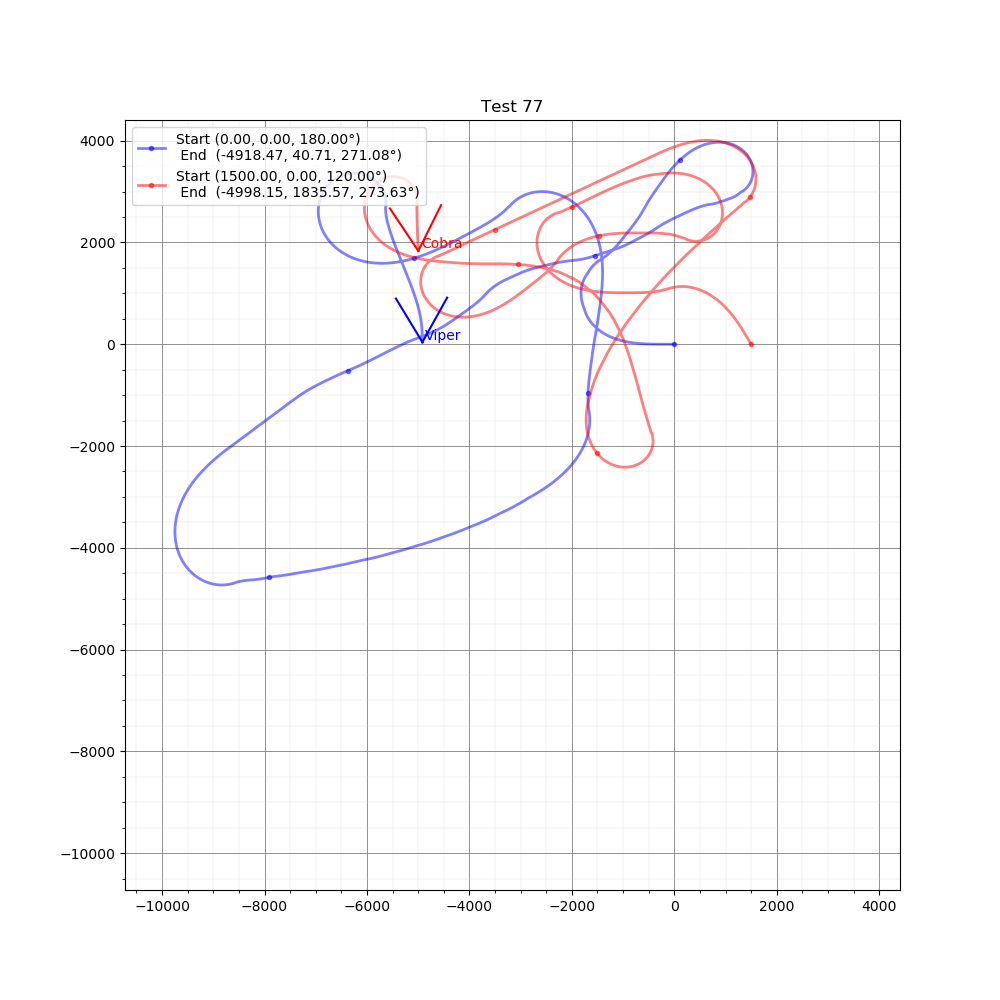 Test 77
Start (0.00, 0.00, 180.00°)
End (-4918.47, 40.71, 271.08°)
Start (1500.00, 0.00, 120.00°)
End (-4998.15, 1835.57, 273.63°)
Cobra
Viper
4000
2000
0
−2000
−4000
−6000
−8000
−10000
−10000 −8000 −6000 −4000 −2000 0 2000 4000